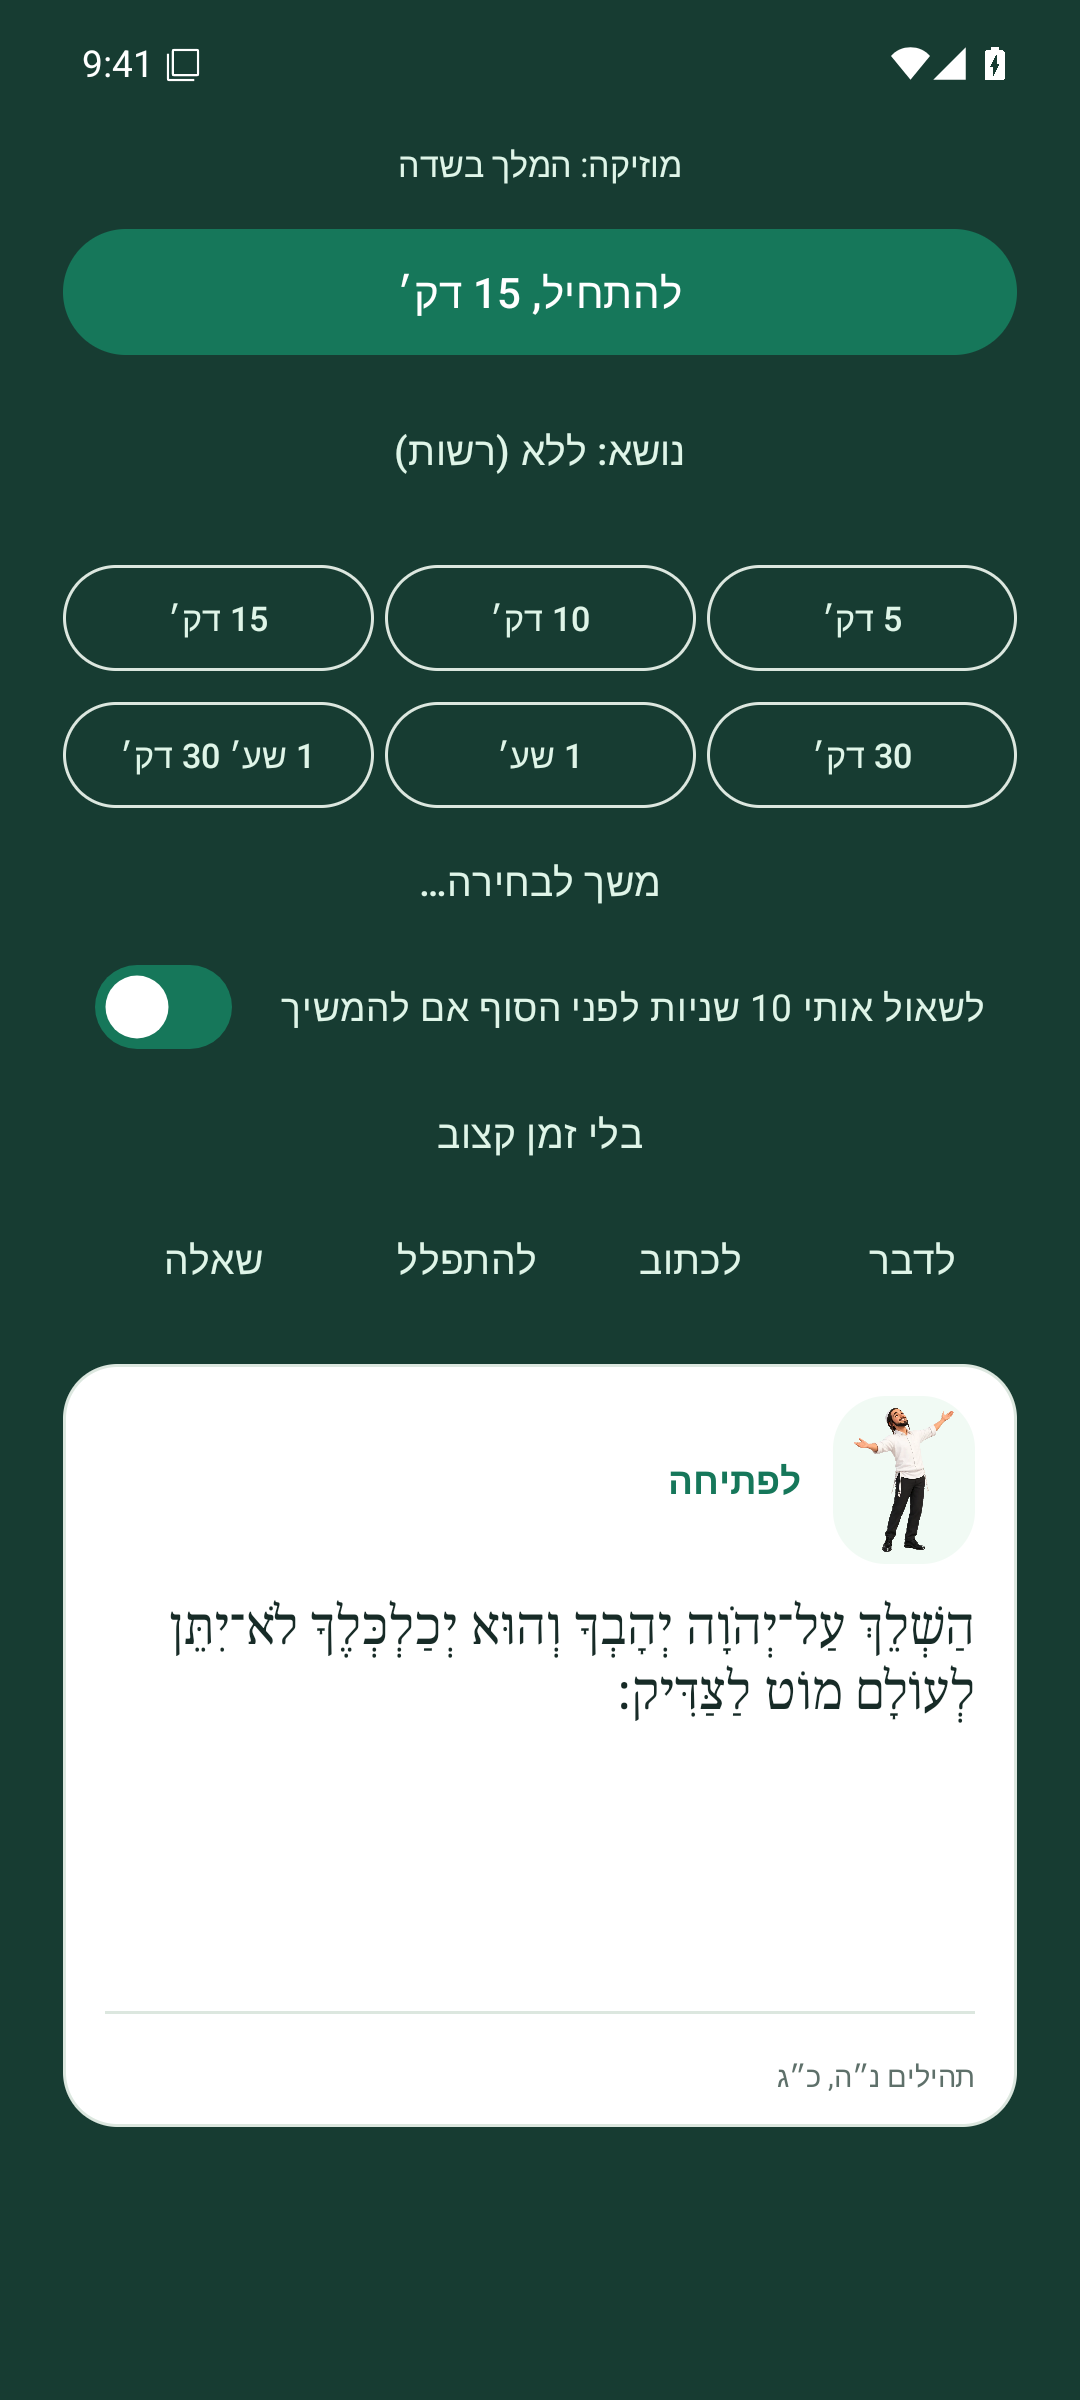 9:41
מוזיקה: המלך בשדה
להתחיל, 15 דק׳
נושא: ללא (רשות)
5 דק׳
10 דק׳
15 דק׳
30 דק׳
1 שע׳
1 שע׳ 30 דק׳
משך לבחירה...
לשאול אותי 10 שניות לפני הסוף אם להמשיך
בלי זמן קצוב
לדבר
לכתוב
להתפלל
שאלה
לפתיחה
הַשְׁלֵךְ עַל־יְהֹוָה יְהָבְךָ וְהוּא יְכַלְכְּלֶךָ לֹא־יִתֵּן
לְעוֹלָם מוֹט לַצַּדִּיק:
תהילים נ״ה, כ״ג